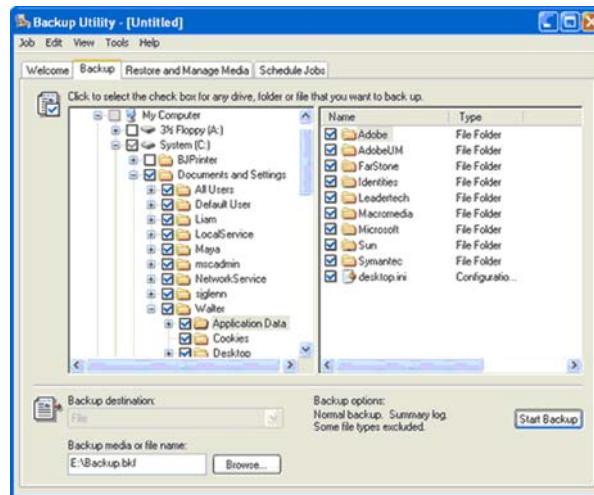 Backup Utility - [Untitled]
Job Edit View Tools Help
Welcome Backup Restore and Manage Media Schedule Jobs
Click to select the check box for any drive, folder or file that you want to back up.
My Computer
3½ Floppy (A:)
System (C:)
BJPrinter
Documents and Settings
All Users
Default User
Liam
LocalService
Maya
mscadmin
NetworkService
sjglenn
Walter
Application Data
Cookies
Desktop
Name Type
Adobe File Folder
AdobeUM File Folder
FarStone File Folder
Identities File Folder
Leadertech File Folder
Macromedia File Folder
Microsoft File Folder
Sun File Folder
Symantec File Folder
desktop.ini Configuratio...
Backup destination:
File
Backup media or file name:
E:\Backup.bkf
Browse...
Backup options:
Normal backup. Summary log.
Some file types excluded.
Start Backup